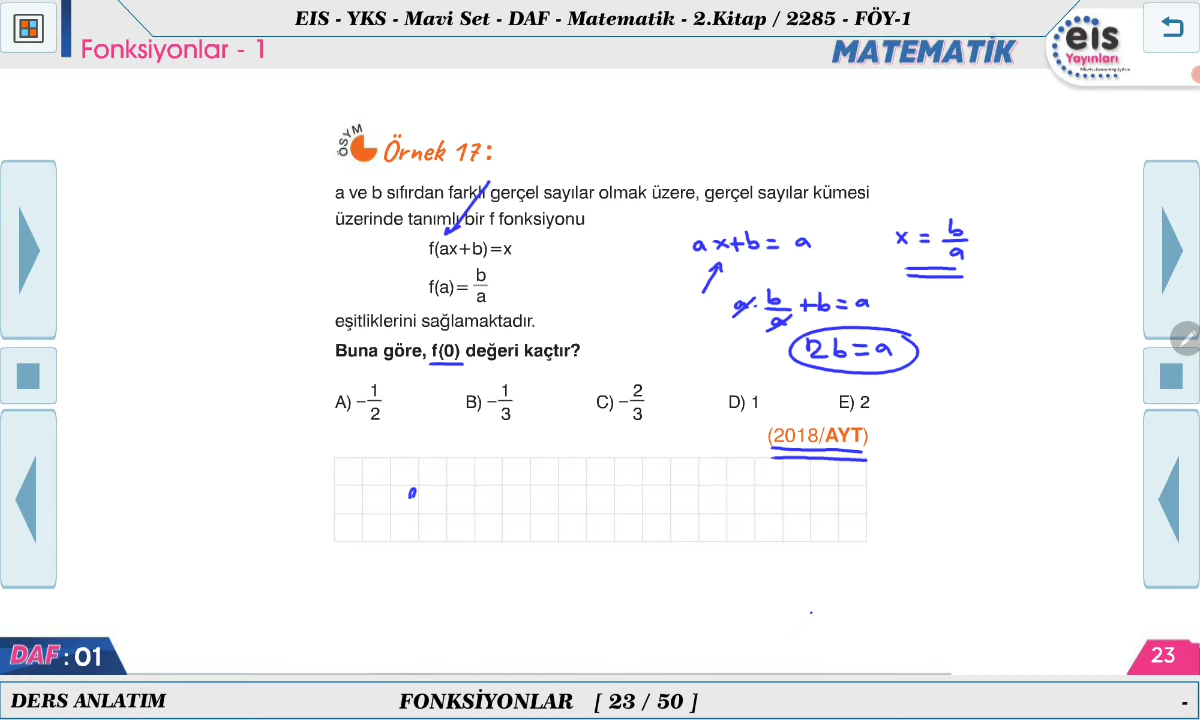 EIS - YKS - Mavi Set - DAF - Matematik - 2.Kitap / 2285 - FÖY-1
Fonksiyonlar - 1
MATEMATİK
eis
Yayınları
ÖSYM
Örnek 17:
a ve b sıfırdan farklı gerçel sayılar olmak üzere, gerçel sayılar kümesi
üzerinde tanımlı bir f fonksiyonu
f(ax+b)=x
f(a)= b/a
eşitliklerini sağlamaktadır.
Buna göre, f(0) değeri kaçtır?
A) -1/2 B) -1/3 C) -2/3 D) 1 E) 2
(2018/AYT)
ax+b = a
x = b/a
a · b/a + b = a
2b = a
DAF : 01
23
DERS ANLATIM
FONKSİYONLAR [ 23 / 50 ]
-